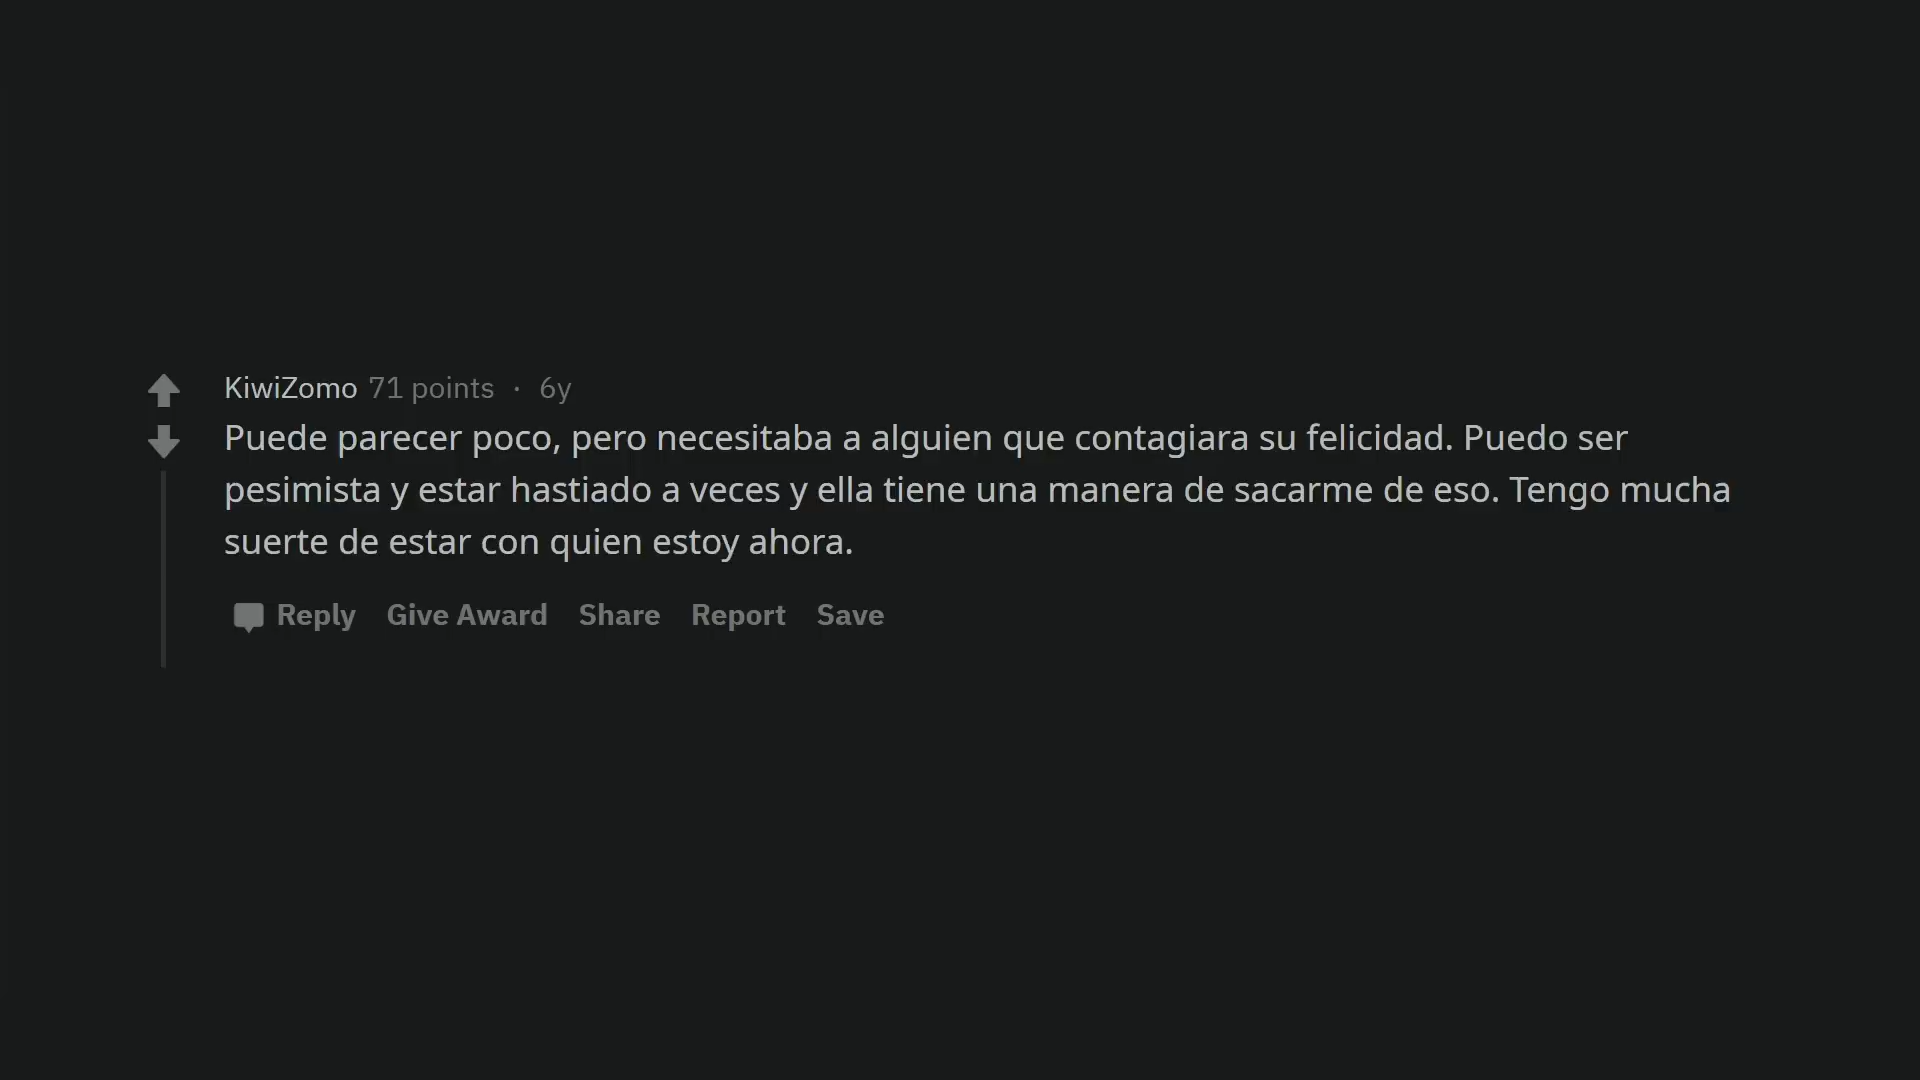 KiwiZomo 71 points · 6y
Puede parecer poco, pero necesitaba a alguien que contagiara su felicidad. Puedo ser
pesimista y estar hastiado a veces y ella tiene una manera de sacarme de eso. Tengo mucha
suerte de estar con quien estoy ahora.
Reply Give Award Share Report Save